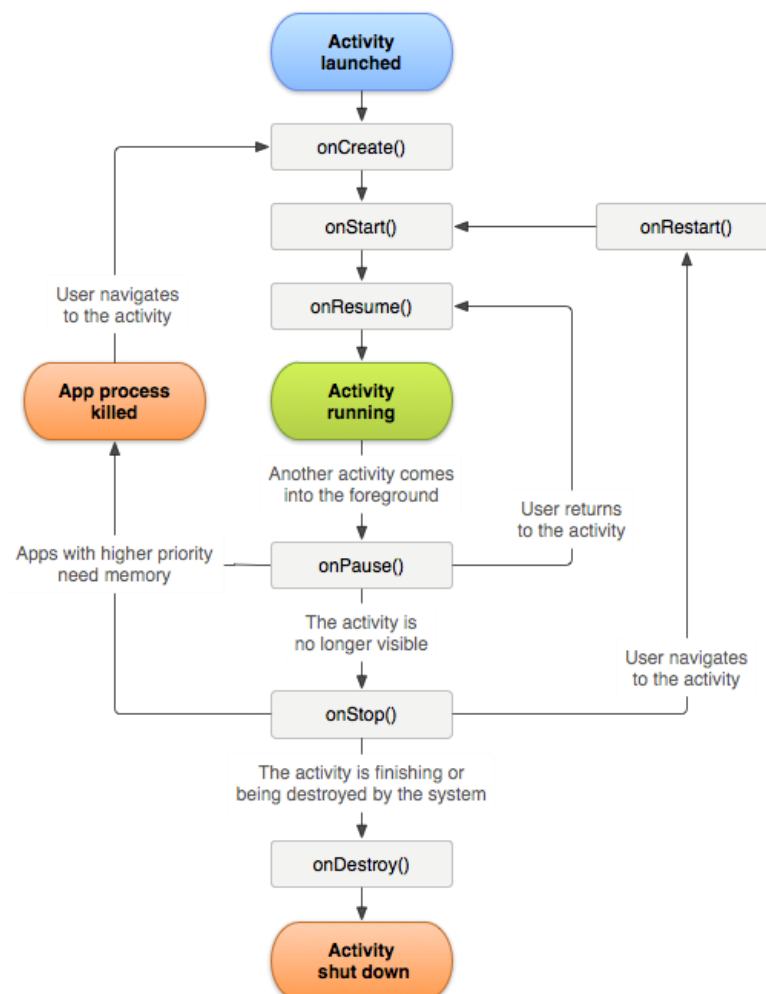 Activity
launched
onCreate()
onStart()
onRestart()
User navigates
to the activity
onResume()
App process
killed
Activity
running
Another activity comes
into the foreground
User returns
to the activity
Apps with higher priority
need memory
onPause()
The activity is
no longer visible
User navigates
to the activity
onStop()
The activity is finishing or
being destroyed by the system
onDestroy()
Activity
shut down